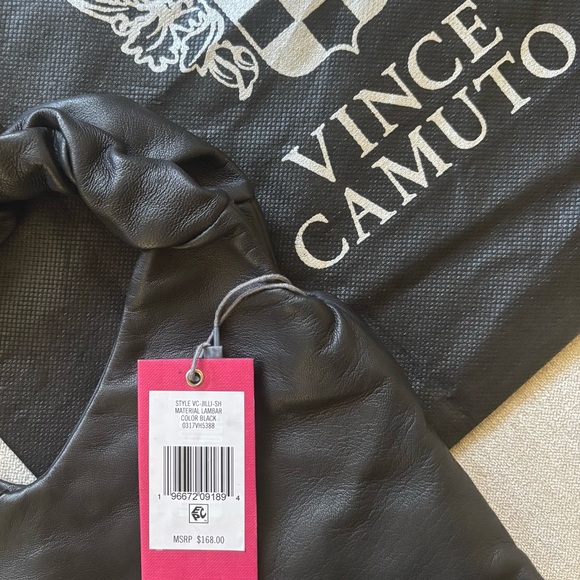 VINCE
CAMUTO
STYLE VC-JILLI-SH
MATERIAL LAMBAR
COLOR BLACK
0317VH5388
1 96672 09189 4
MSRP $168.00